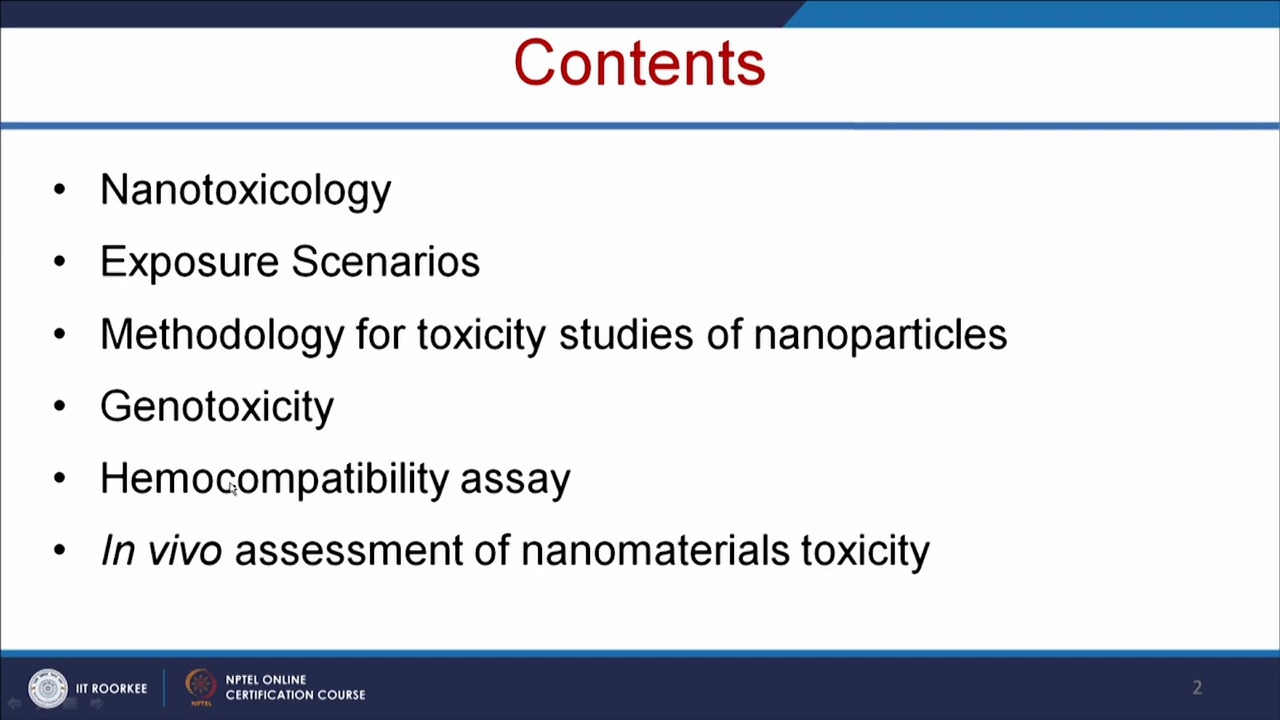 Contents
• Nanotoxicology
• Exposure Scenarios
• Methodology for toxicity studies of nanoparticles
• Genotoxicity
• Hemocompatibility assay
• In vivo assessment of nanomaterials toxicity
IIT ROORKEE
NPTEL
NPTEL ONLINE
CERTIFICATION COURSE
2